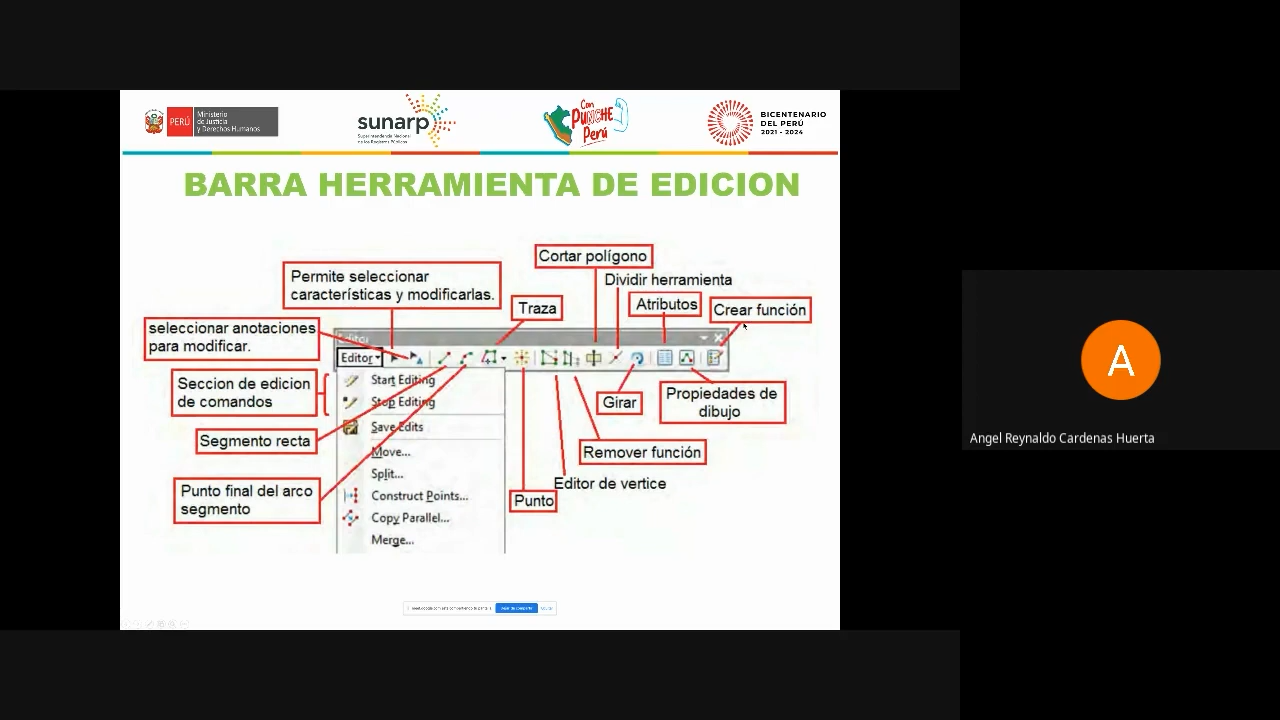 PERÚ
Ministerio
de Justicia
y Derechos Humanos
sunarp
Superintendencia Nacional
de los Registros Públicos
Con
PUNCHE
Perú
BICENTENARIO
DEL PERÚ
2021 - 2024
BARRA HERRAMIENTA DE EDICION
Cortar polígono
Permite seleccionar
características y modificarlas.
Dividir herramienta
Traza
Atributos
Crear función
seleccionar anotaciones
para modificar.
Editor
Editor
Seccion de edicion
de comandos
Start Editing
Stop Editing
Save Edits
Move...
Split...
Construct Points...
Copy Parallel...
Merge...
Girar
Propiedades de
dibujo
Segmento recta
Remover función
Editor de vertice
Punto final del arco
segmento
Punto
A
Angel Reynaldo Cardenas Huerta